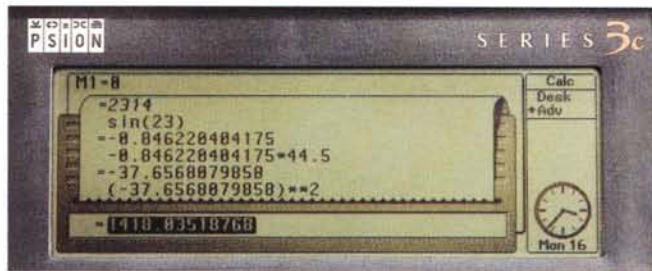 PSION
SERIES 3c
M1=0
=2314
sin(23)
=-0.846220404175
-0.846220404175*44.5
=-37.6568079858
(-37.6568079858)**2
=1418.03518768
Calc
Desk
+Adv
Mon 16